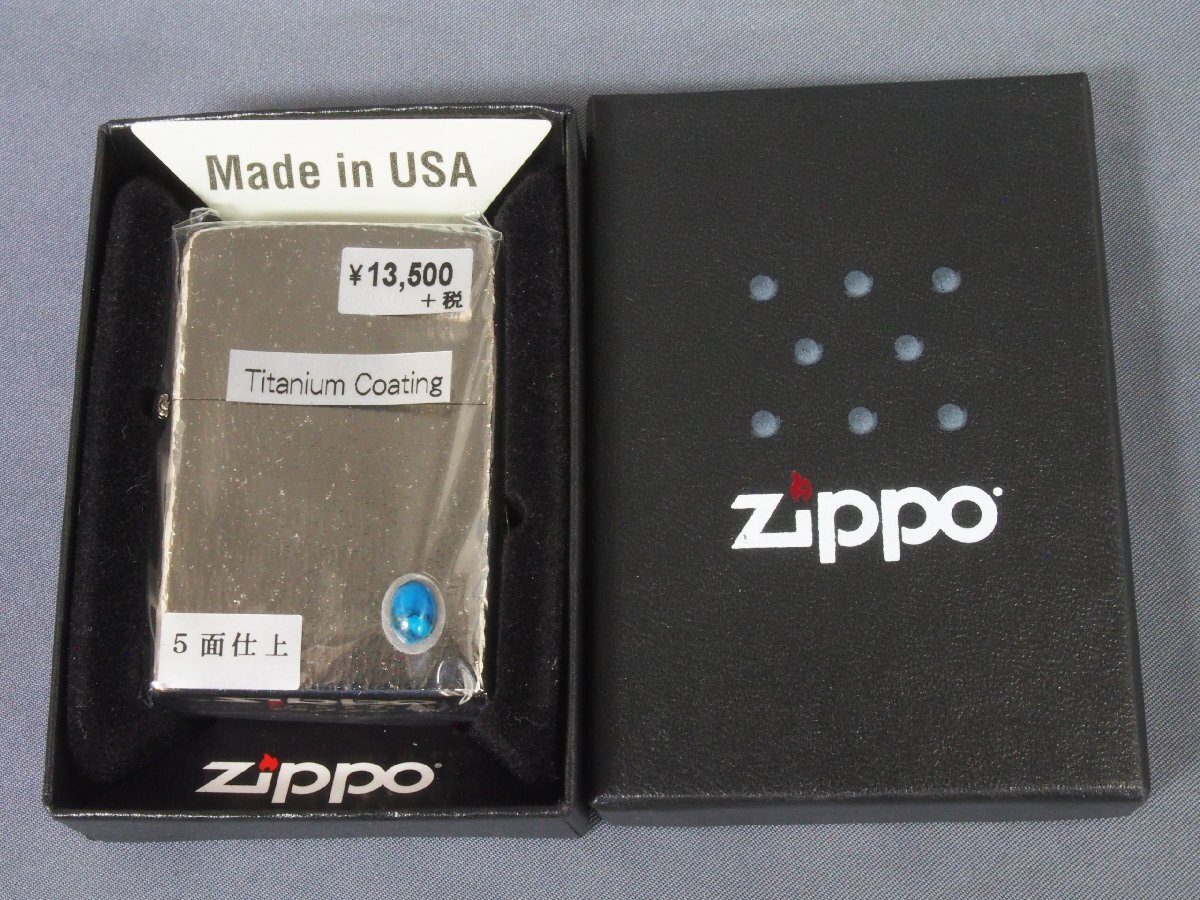 Made in USA
¥13,500
+税
Titanium Coating
5面仕上
zippo
zippo